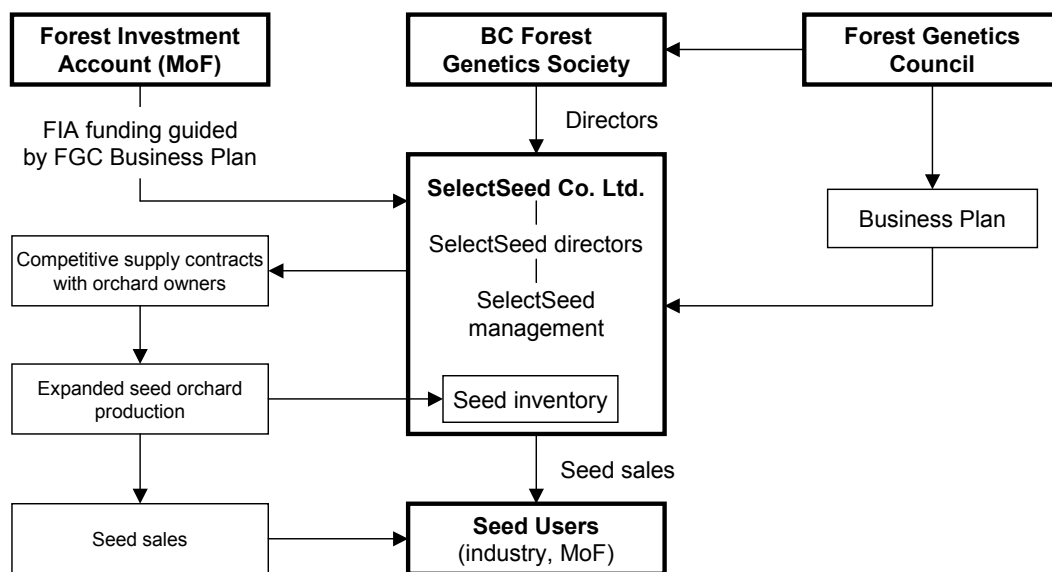 Forest Investment
Account (MoF)
BC Forest
Genetics Society
Forest Genetics
Council
FIA funding guided
by FGC Business Plan
Directors
SelectSeed Co. Ltd.
SelectSeed directors
SelectSeed
management
Business Plan
Competitive supply contracts
with orchard owners
Expanded seed orchard
production
Seed inventory
Seed sales
Seed sales
Seed Users
(industry, MoF)